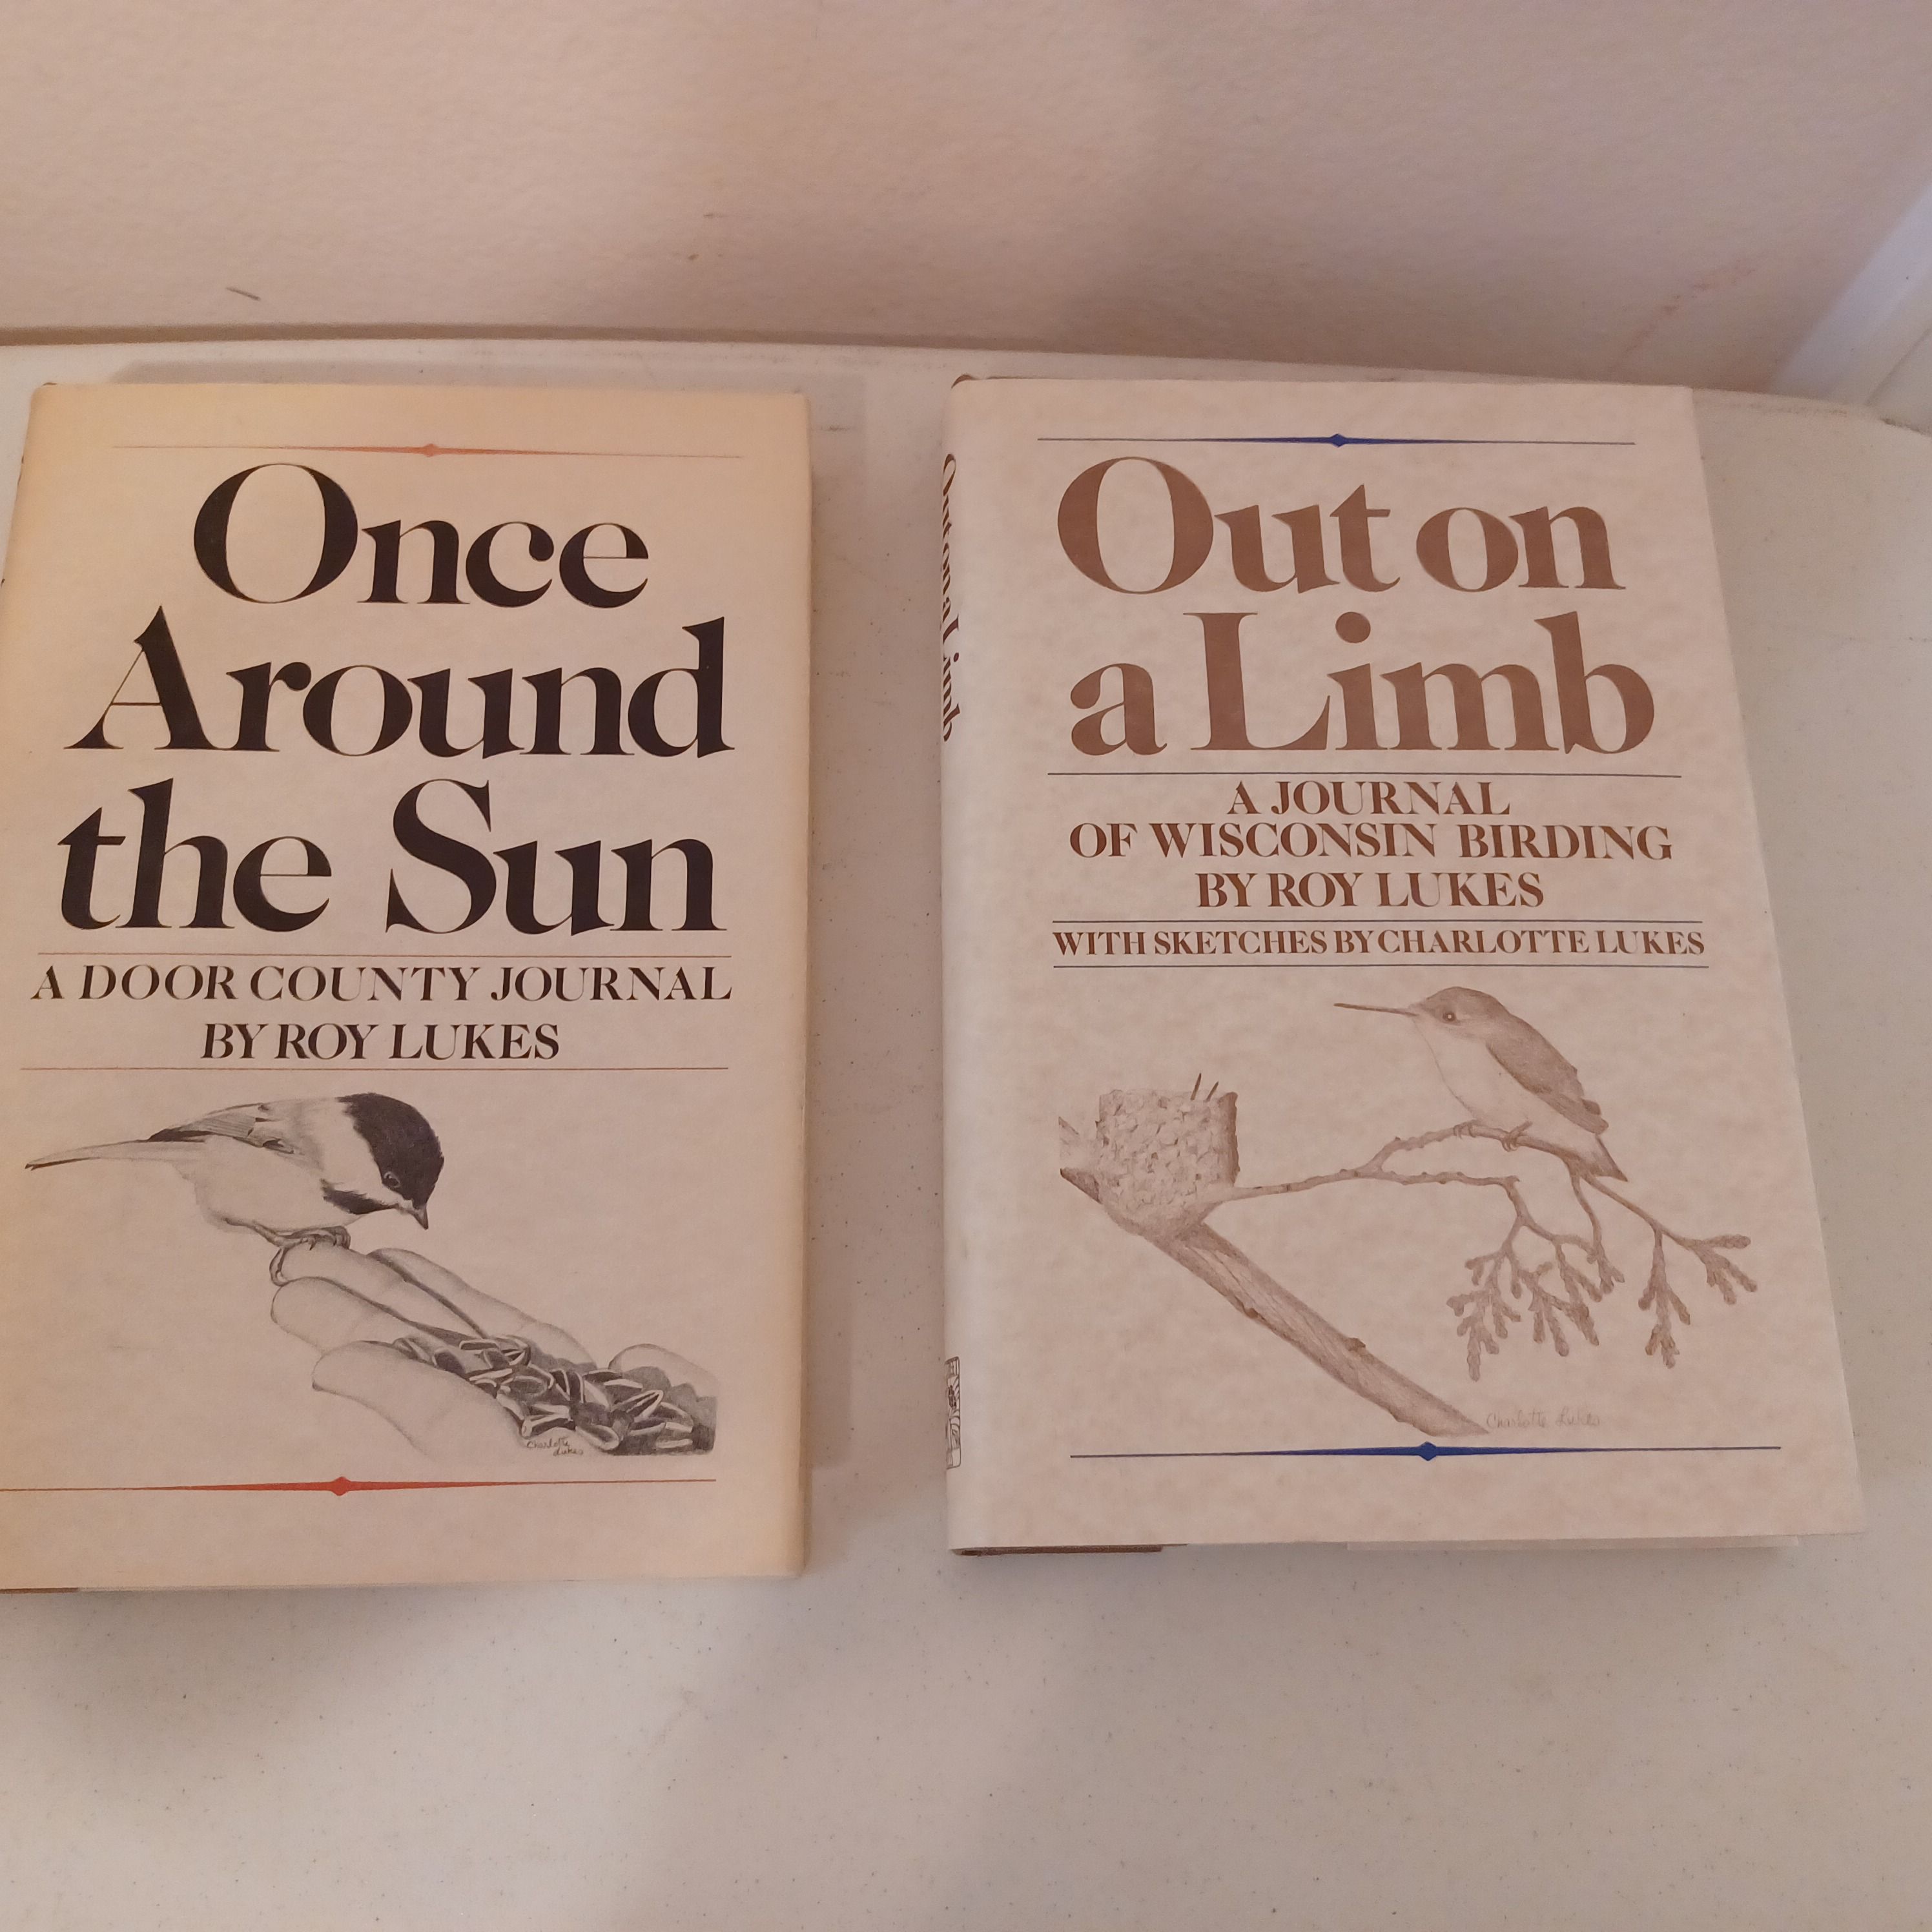 Once
Around
the Sun
A DOOR COUNTY JOURNAL
BY ROY LUKES
Charlotte
Lukes
Out on a Limb
Out on
a Limb
A JOURNAL
OF WISCONSIN BIRDING
BY ROY LUKES
WITH SKETCHES BY CHARLOTTE LUKES
Charlotte Lukes